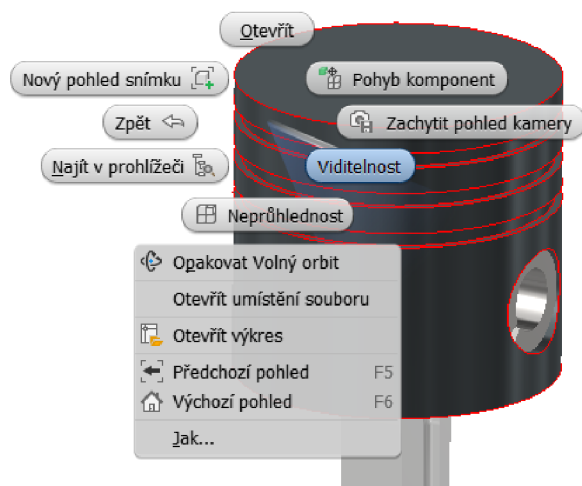 Otevřít
Nový pohled snímku
Pohyb komponent
Zpět
Zachytit pohled kamery
Najít v prohlížeči
Viditelnost
Neprůhlednost
Opakovat Volný orbit
Otevřít umístění souboru
Otevřít výkres
Předchozí pohled F5
Výchozí pohled F6
Jak...